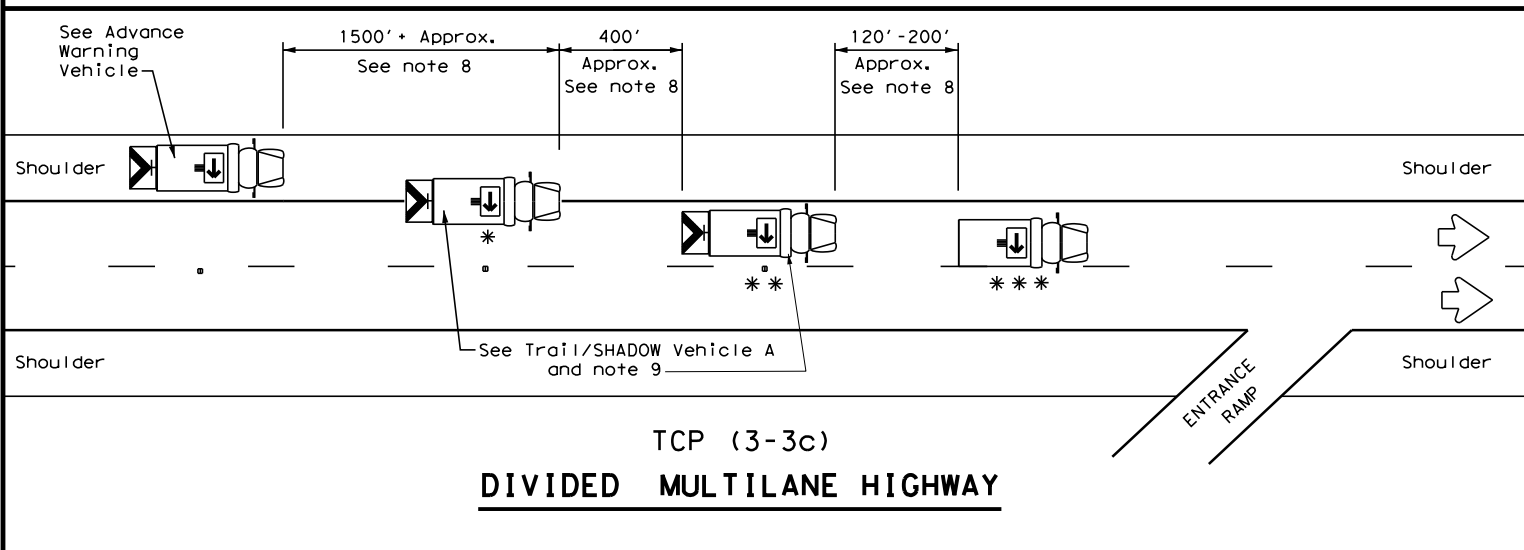 See Advance
Warning
Vehicle
1500'+ Approx.
See note 8
400'
Approx.
See note 8
120'-200'
Approx.
See note 8
Shoulder
Shoulder
*
* *
* * *
See Trail/SHADOW Vehicle A
and note 9
Shoulder
Shoulder
ENTRANCE
RAMP
TCP (3-3c)
DIVIDED MULTILANE HIGHWAY